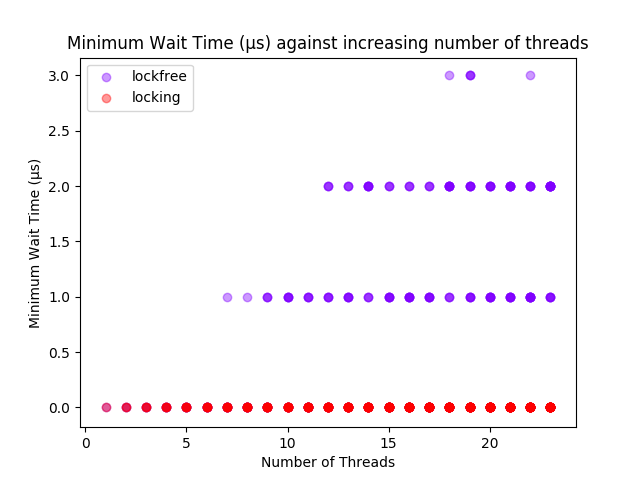 Minimum Wait Time (μs) against increasing number of threads
lockfree
locking
3.0
2.5
2.0
1.5
1.0
0.5
0.0
Minimum Wait Time (μs)
0
5
10
15
20
Number of Threads